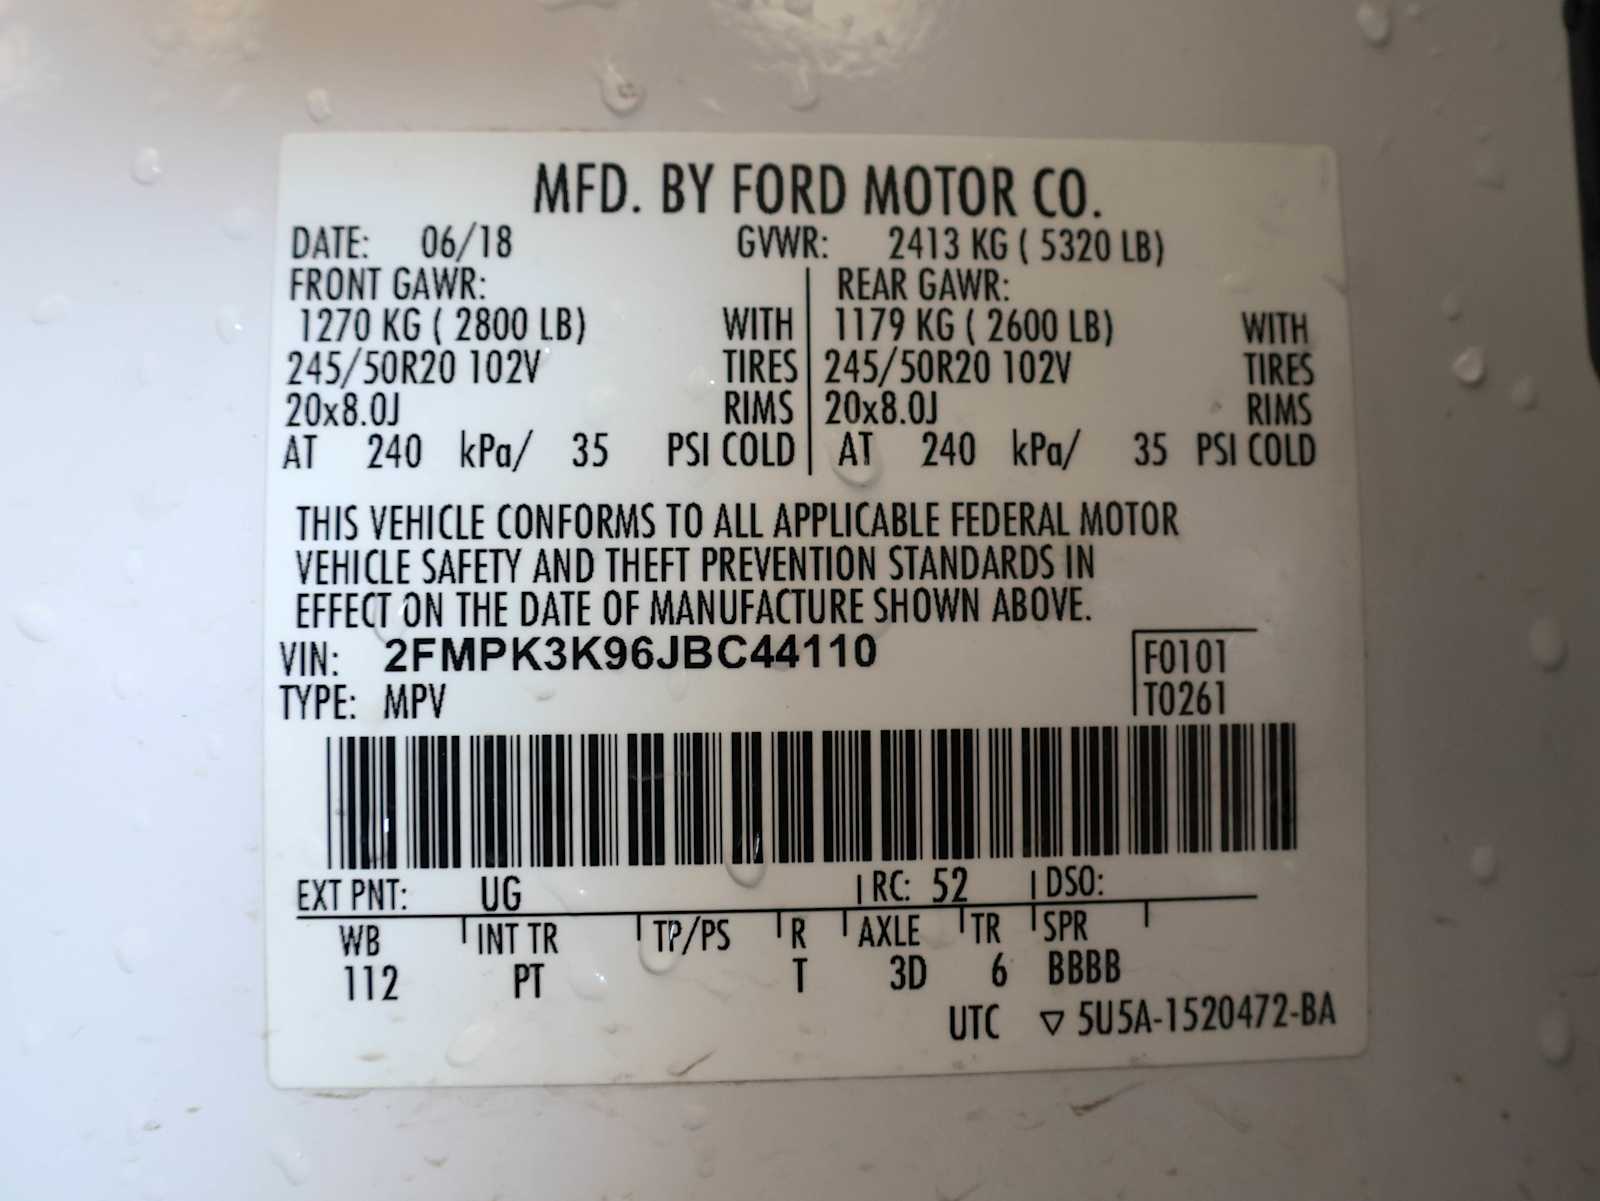 MFD. BY FORD MOTOR CO.
DATE: 06/18 GVWR: 2413 KG ( 5320 LB)
FRONT GAWR: REAR GAWR:
1270 KG ( 2800 LB) WITH 1179 KG ( 2600 LB) WITH
245/50R20 102V TIRES 245/50R20 102V TIRES
20x8.0J RIMS 20x8.0J RIMS
AT 240 kPa/ 35 PSI COLD AT 240 kPa/ 35 PSI COLD
THIS VEHICLE CONFORMS TO ALL APPLICABLE FEDERAL MOTOR
VEHICLE SAFETY AND THEFT PREVENTION STANDARDS IN
EFFECT ON THE DATE OF MANUFACTURE SHOWN ABOVE.
VIN: 2FMPK3K96JBC44110 F0101
TYPE: MPV T0261
EXT PNT: UG RC: 52 DSO:
WB INT TR TP/PS R AXLE TR SPR
112 PT T 3D 6 BBBB
UTC ▽ 5U5A-1520472-BA